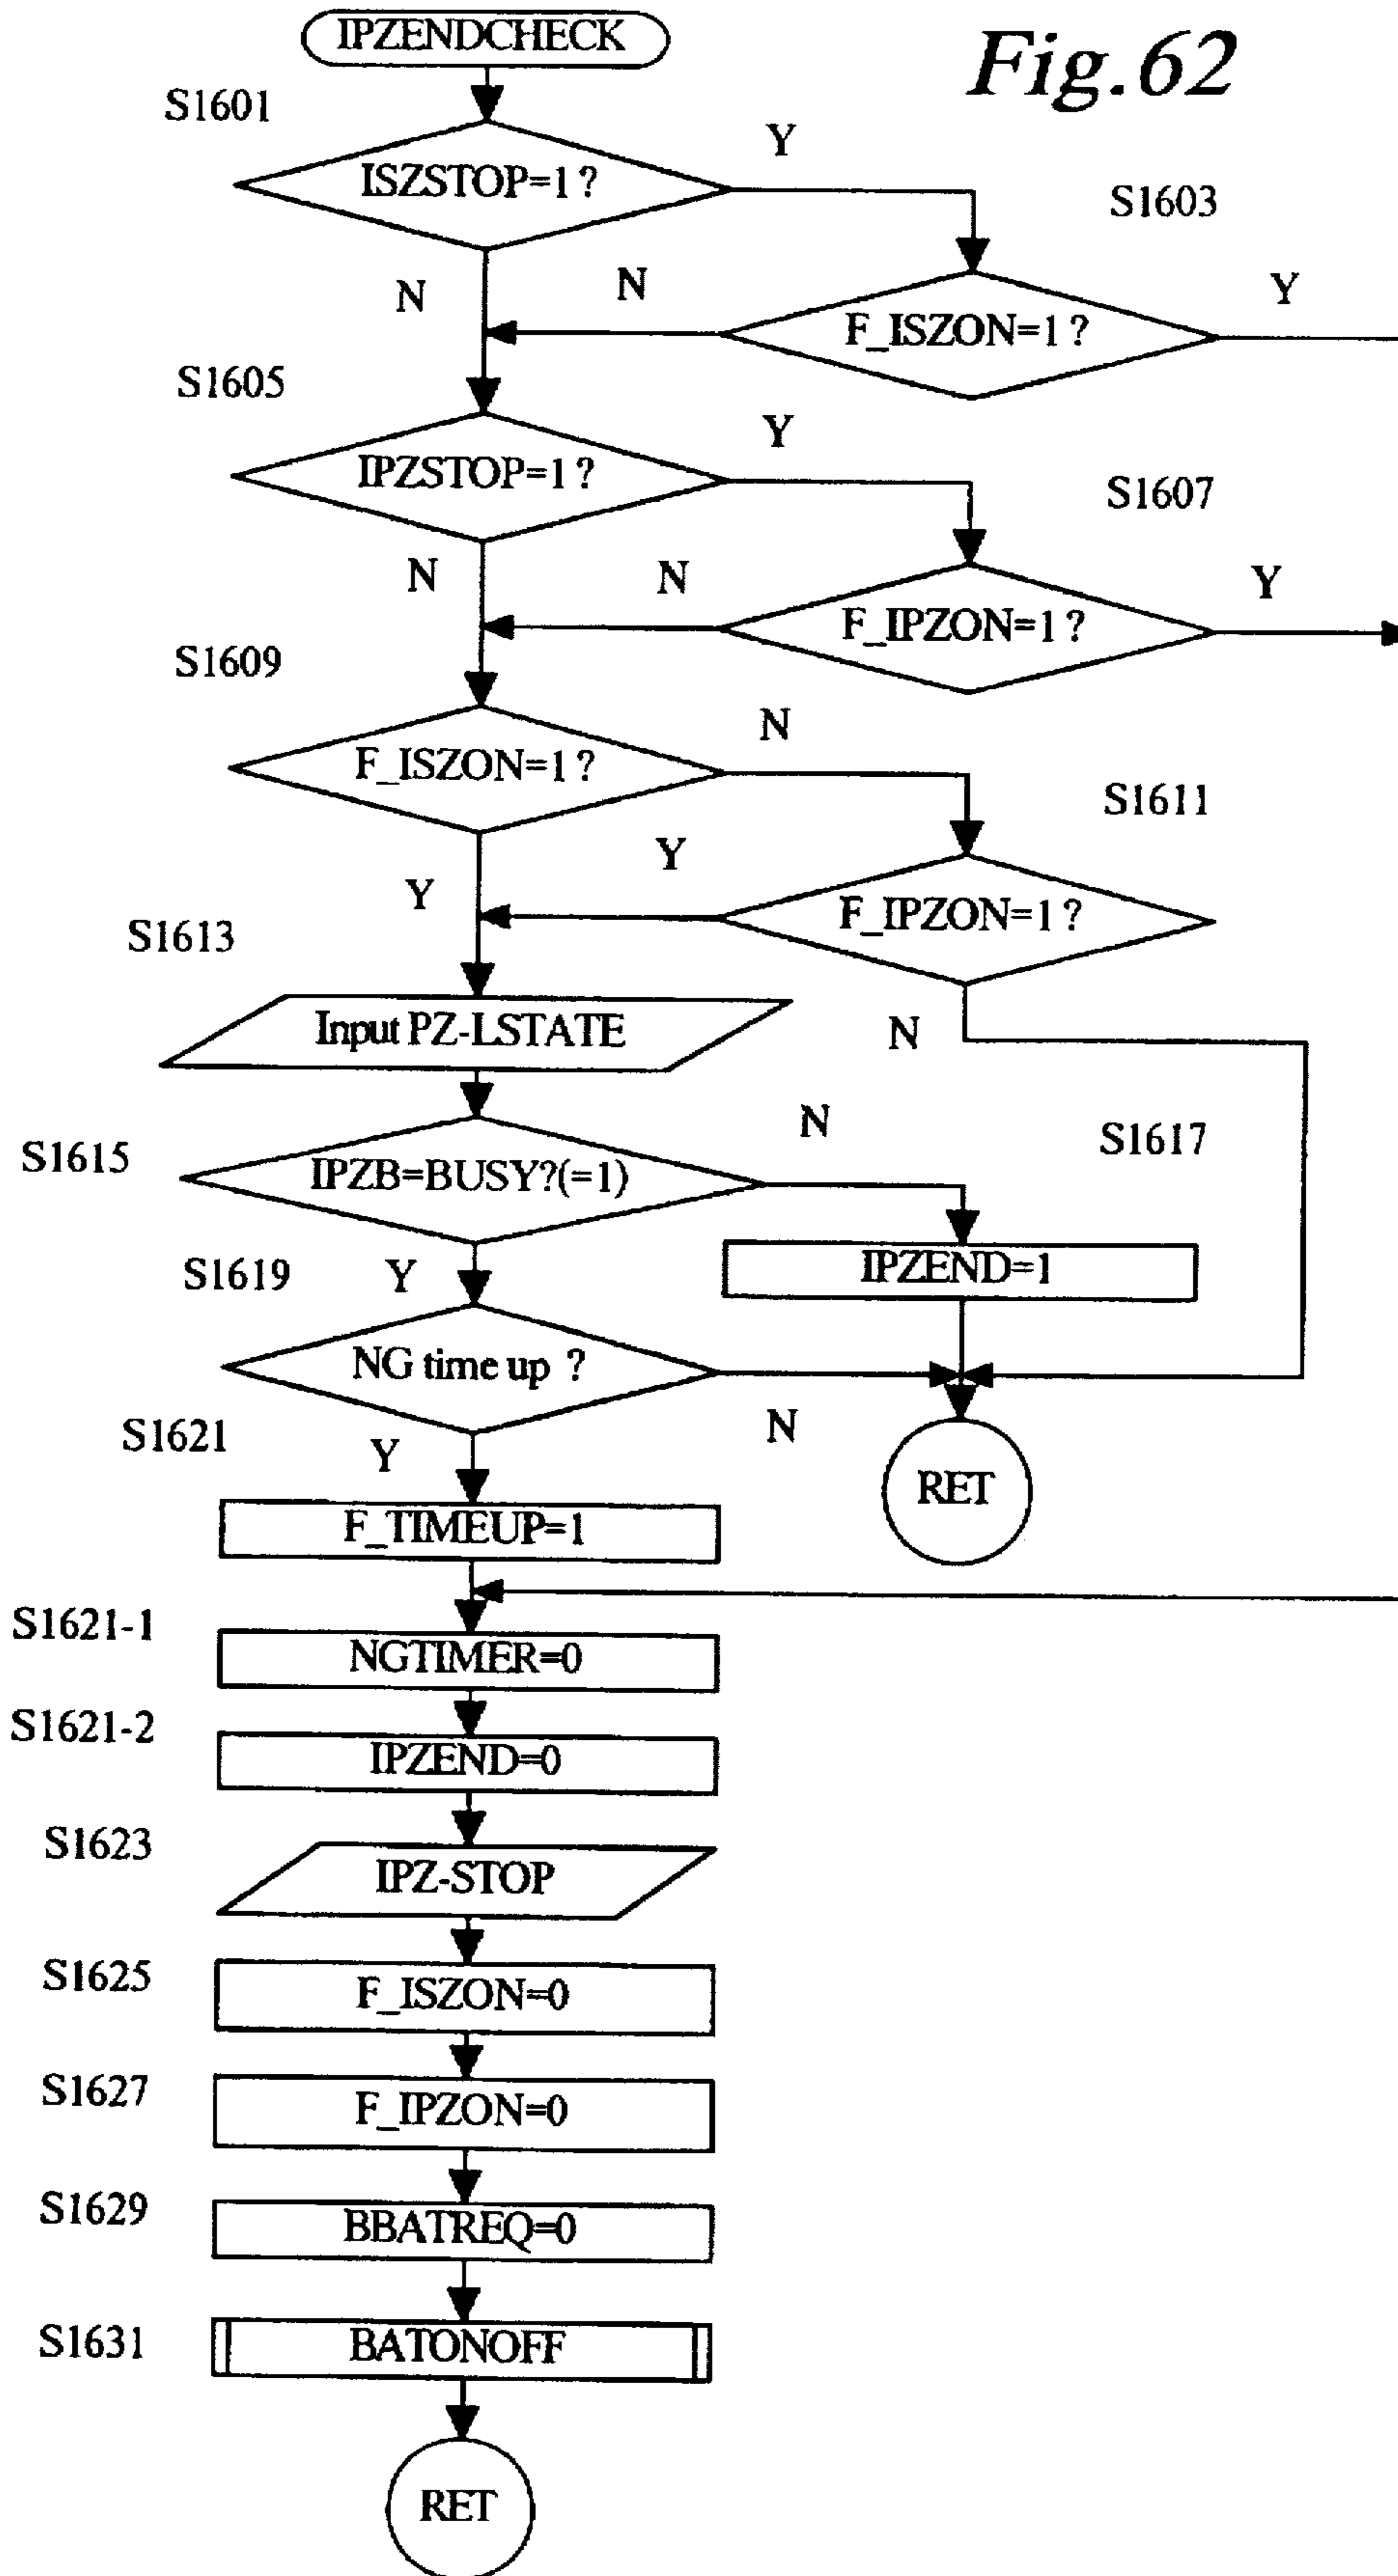 IPZENDCHECK
Fig.62
S1601
ISZSTOP=1 ?
Y
S1603
N
N
F_ISZON=1 ?
Y
S1605
IPZSTOP=1 ?
Y
S1607
N
N
F_IPZON=1 ?
Y
S1609
F_ISZON=1 ?
N
S1611
Y
Y
F_IPZON=1 ?
N
S1613
Input PZ-LSTATE
S1615
IPZB=BUSY?(=1)
N
S1617
IPZEND=1
S1619
Y
NG time up ?
N
RET
S1621
Y
F_TIMEUP=1
S1621-1
NGTIMER=0
S1621-2
IPZEND=0
S1623
IPZ-STOP
S1625
F_ISZON=0
S1627
F_IPZON=0
S1629
BBATREQ=0
S1631
BATONOFF
RET